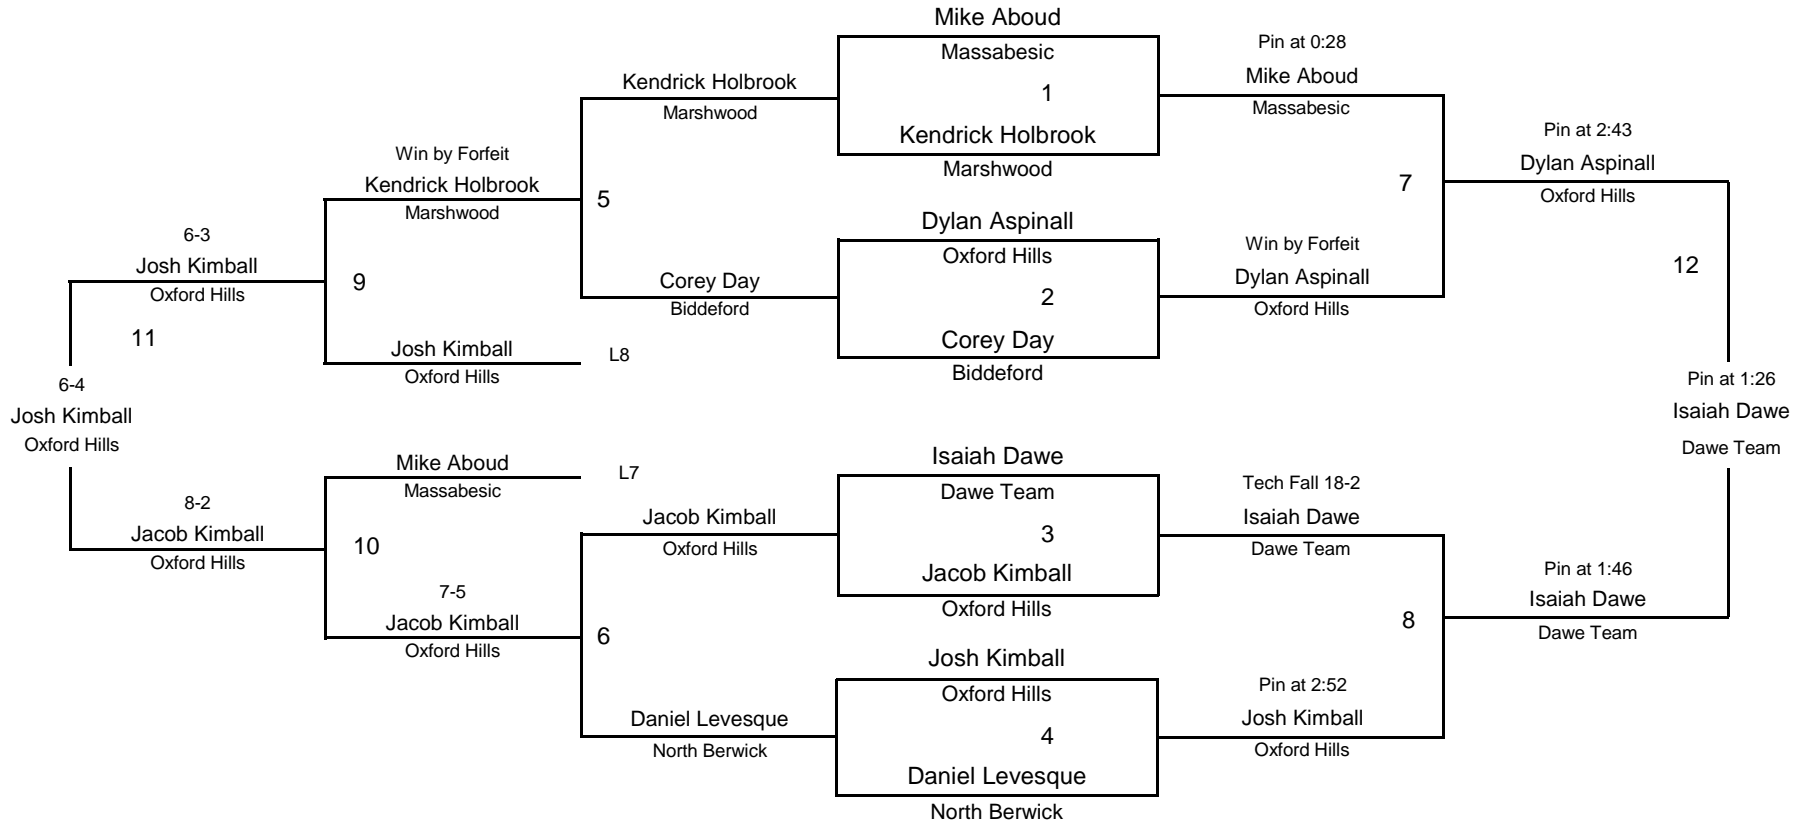 Mike Aboud
Massabesic
1
Kendrick Holbrook
Marshwood
Dylan Aspinall
Oxford Hills
2
Corey Day
Biddeford
Isaiah Dawe
Dawe Team
3
Jacob Kimball
Oxford Hills
Josh Kimball
Oxford Hills
4
Daniel Levesque
North Berwick
Pin at 0:28
Mike Aboud
Massabesic
7
Win by Forfeit
Dylan Aspinall
Oxford Hills
Tech Fall 18-2
Isaiah Dawe
Dawe Team
8
Pin at 2:52
Josh Kimball
Oxford Hills
Pin at 2:43
Dylan Aspinall
Oxford Hills
12
Pin at 1:46
Isaiah Dawe
Dawe Team
Pin at 1:26
Isaiah Dawe
Dawe Team
Kendrick Holbrook
Marshwood
5
Corey Day
Biddeford
Jacob Kimball
Oxford Hills
6
Daniel Levesque
North Berwick
Win by Forfeit
Kendrick Holbrook
Marshwood
9
Josh Kimball
L8
Oxford Hills
Mike Aboud
L7
Massabesic
10
7-5
Jacob Kimball
Oxford Hills
6-3
Josh Kimball
Oxford Hills
11
8-2
Jacob Kimball
Oxford Hills
6-4
Josh Kimball
Oxford Hills